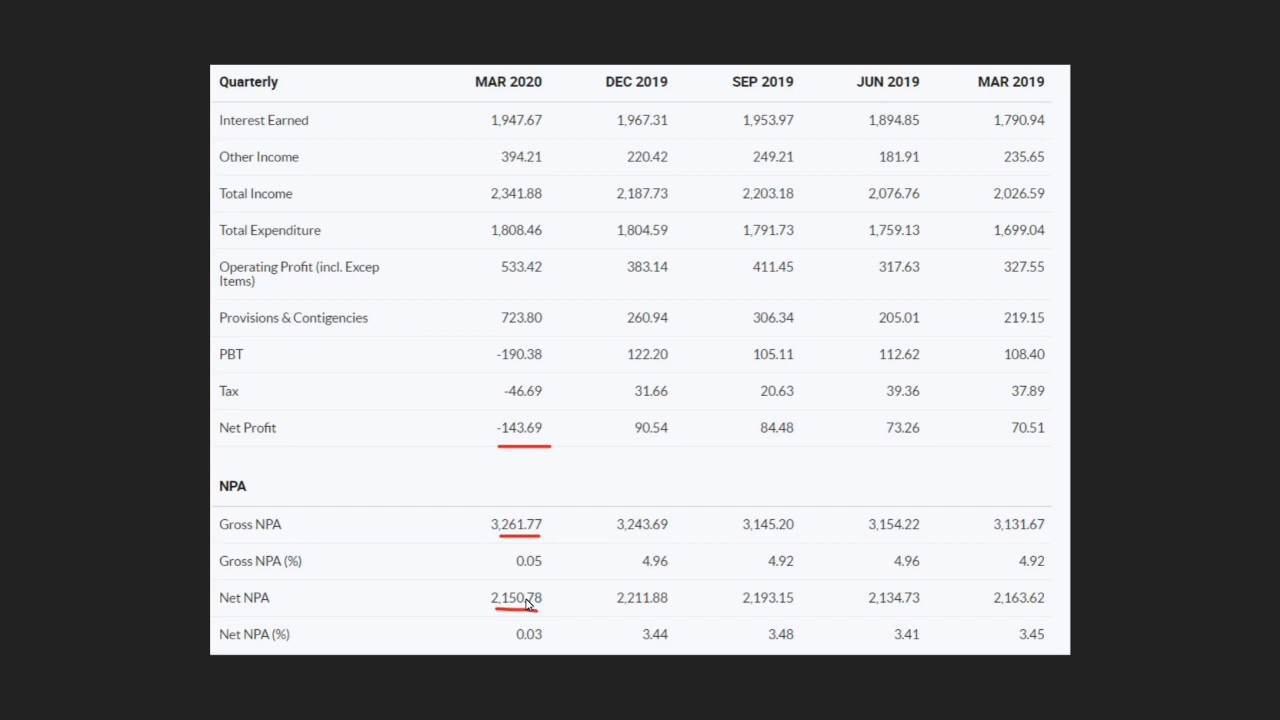 Quarterly MAR 2020 DEC 2019 SEP 2019 JUN 2019 MAR 2019
Interest Earned 1,947.67 1,967.31 1,953.97 1,894.85 1,790.94
Other Income 394.21 220.42 249.21 181.91 235.65
Total Income 2,341.88 2,187.73 2,203.18 2,076.76 2,026.59
Total Expenditure 1,808.46 1,804.59 1,791.73 1,759.13 1,699.04
Operating Profit (incl. Excep 533.42 383.14 411.45 317.63 327.55
Items)
Provisions & Contigencies 723.80 260.94 306.34 205.01 219.15
PBT -190.38 122.20 105.11 112.62 108.40
Tax -46.69 31.66 20.63 39.36 37.89
Net Profit -143.69 90.54 84.48 73.26 70.51
NPA
Gross NPA 3,261.77 3,243.69 3,145.20 3,154.22 3,131.67
Gross NPA (%) 0.05 4.96 4.92 4.96 4.92
Net NPA 2,150.78 2,211.88 2,193.15 2,134.73 2,163.62
Net NPA (%) 0.03 3.44 3.48 3.41 3.45